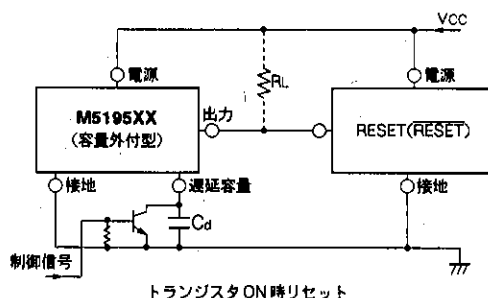 VCC
電源
電源
RL
M5195XX
(容量外付型)
出力
RESET(RESET)
接地
遅延容量
接地
Cd
制御信号
トランジスタON時リセット